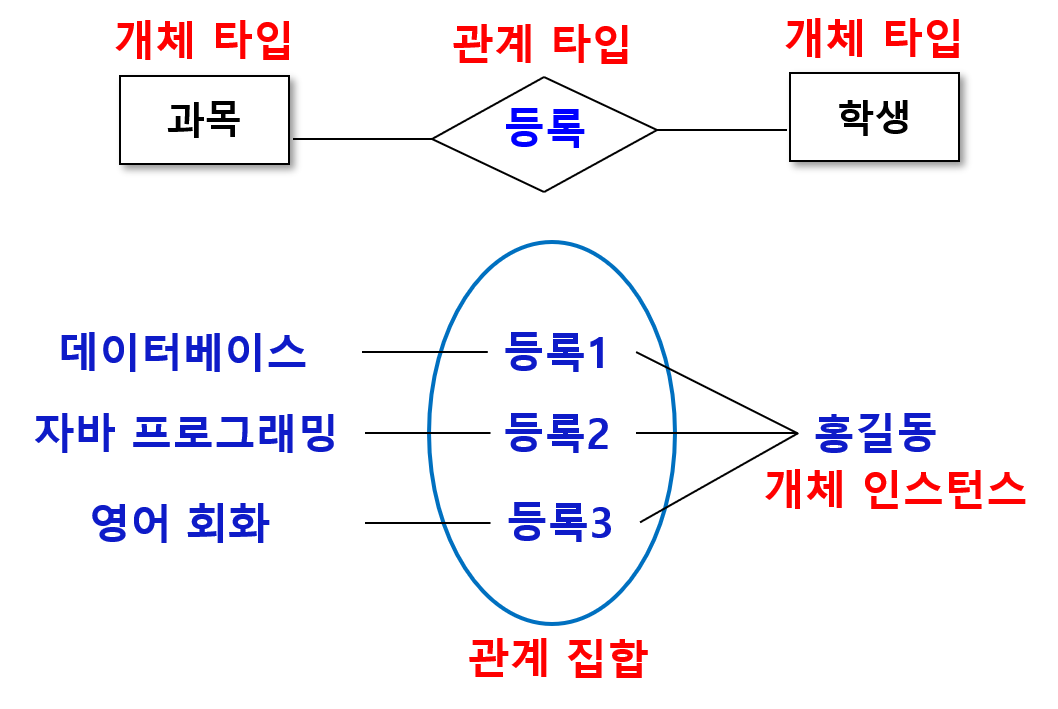 개체 타입
관계 타입
개체 타입
과목
등록
학생
데이터베이스
등록1
자바 프로그래밍
등록2
홍길동
개체 인스턴스
영어 회화
등록3
관계 집합